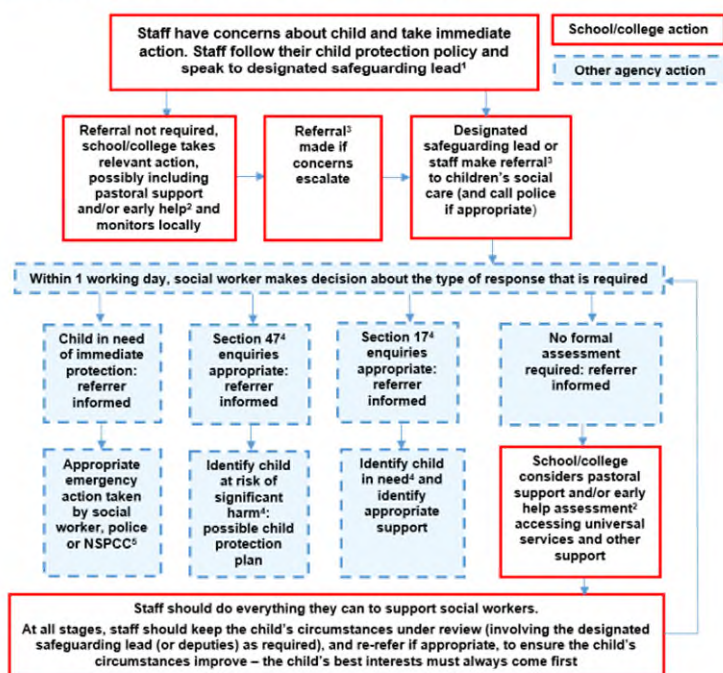 Staff have concerns about child and take immediate
action. Staff follow their child protection policy and
speak to designated safeguarding lead¹
School/college action
Other agency action
Referral not required,
school/college takes
relevant action,
possibly including
pastoral support
and/or early help² and
monitors locally
Referral³
made if
concerns
escalate
Designated
safeguarding lead or
staff make referral³
to children's social
care (and call police
if appropriate)
Within 1 working day, social worker makes decision about the type of response that is required
Child in need
of immediate
protection:
referrer
informed
Section 47⁴
enquiries
appropriate:
referrer
informed
Section 17⁴
enquiries
appropriate:
referrer
informed
No formal
assessment
required: referrer
informed
Appropriate
emergency
action taken
by social
worker, police
or NSPCC⁵
Identify child
at risk of
significant
harm⁴:
possible child
protection
plan
Identify child
in need⁴ and
identify
appropriate
support
School/college
considers pastoral
support and/or early
help assessment²
accessing universal
services and other
support
Staff should do everything they can to support social workers.
At all stages, staff should keep the child's circumstances under review (involving the designated
safeguarding lead (or deputies) as required), and re-refer if appropriate, to ensure the child's
circumstances improve – the child's best interests must always come first